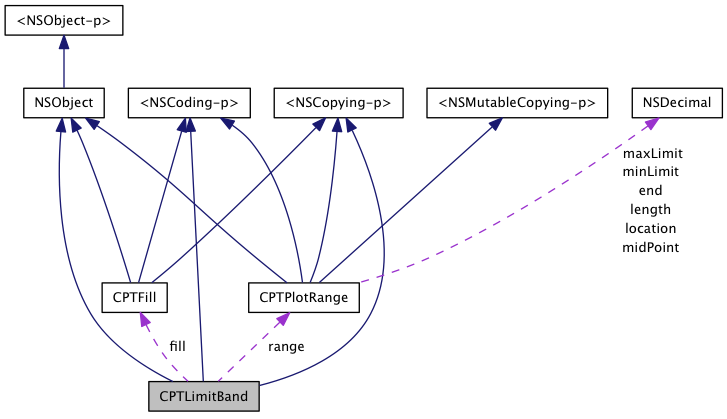 <NSObject-p>
NSObject
<NSCoding-p>
<NSCopying-p>
<NSMutableCopying-p>
NSDecimal
maxLimit
minLimit
end
length
location
midPoint
CPTFill
CPTPlotRange
fill
range
CPTLimitBand